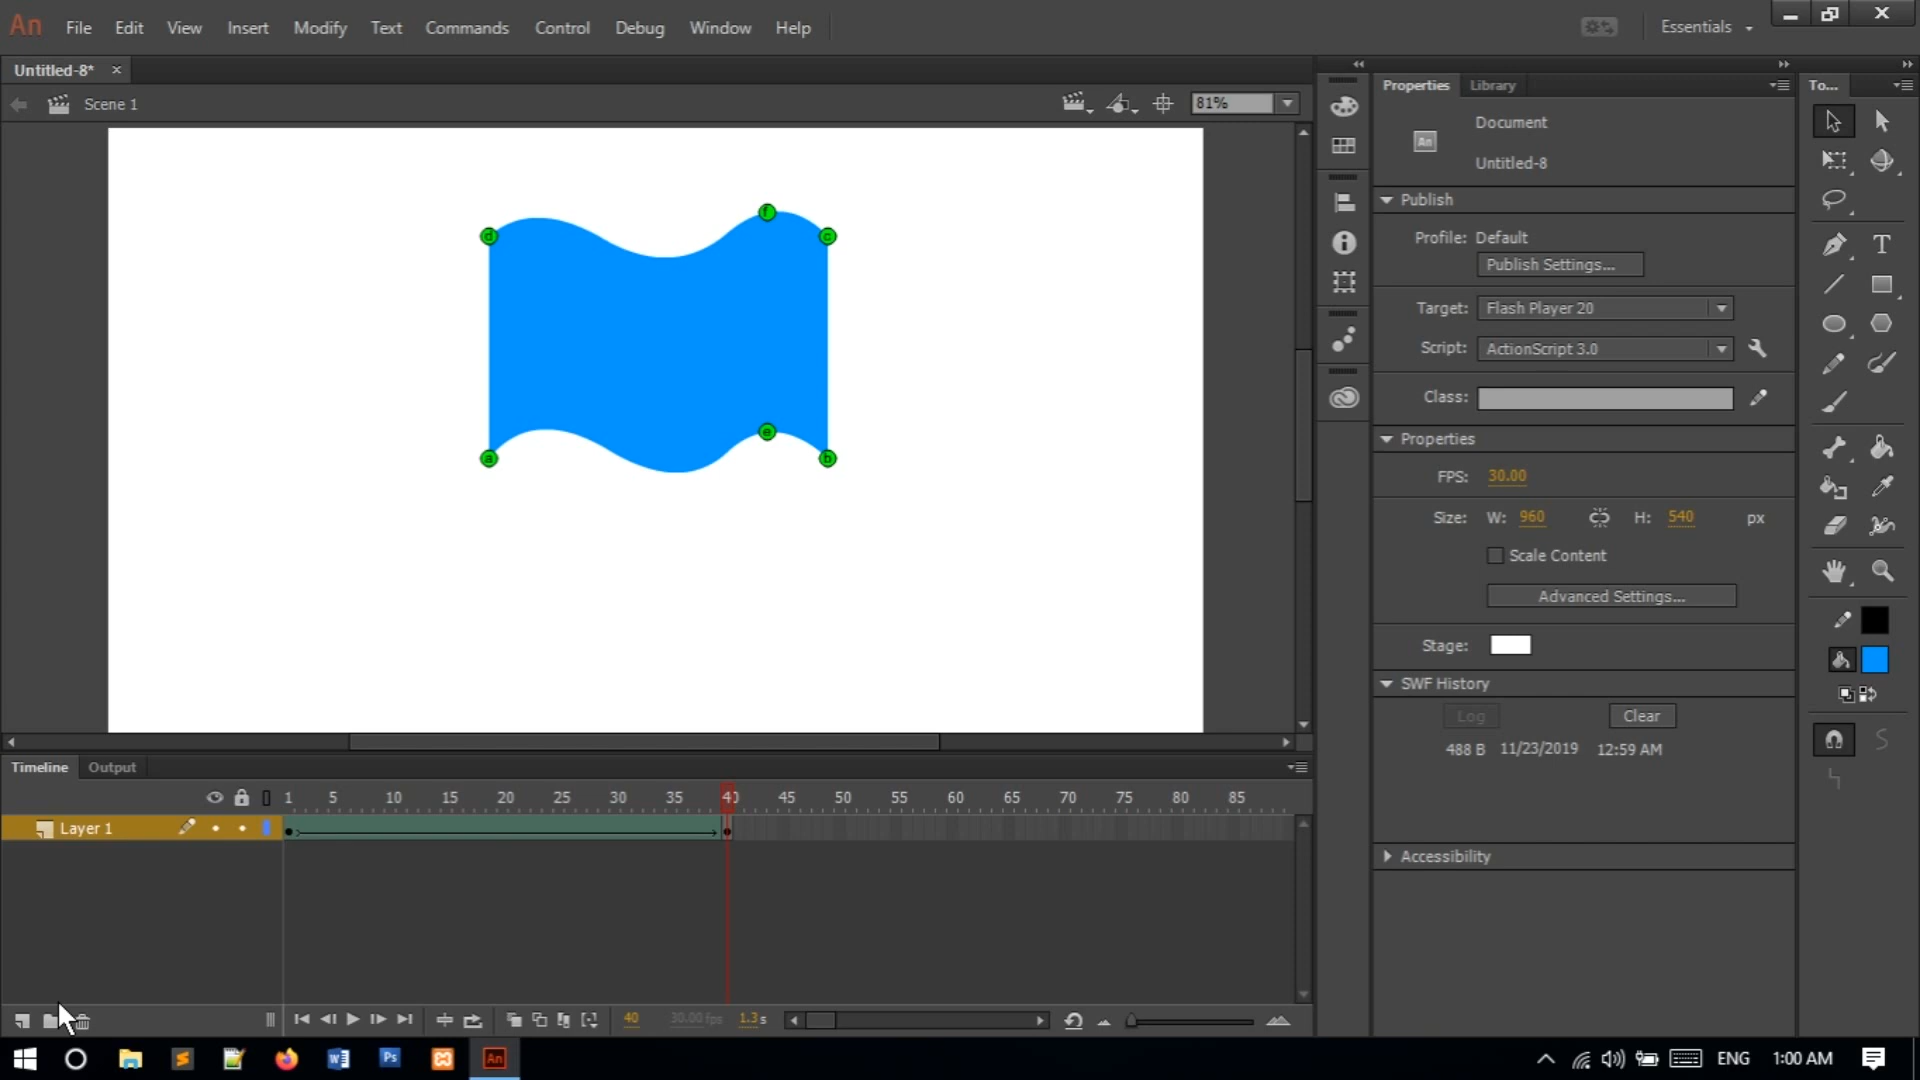 An File Edit View Insert Modify Text Commands Control Debug Window Help Essentials
Untitled-8*
Scene 1 81%
Properties Library To...
Document
An
Untitled-8
Publish
Profile: Default
Publish Settings...
Target: Flash Player 20
Script: ActionScript 3.0
Class:
Properties
FPS: 30.00
Size: W: 960 H: 540 px
Scale Content
Advanced Settings...
Stage:
SWF History
Log Clear
488 B 11/23/2019 12:59 AM
Accessibility
d f c
a e b
Timeline Output
1 5 10 15 20 25 30 35 40 45 50 55 60 65 70 75 80 85
Layer 1
40 30.00 fps 1.3 s
W Ps An ENG 1:00 AM